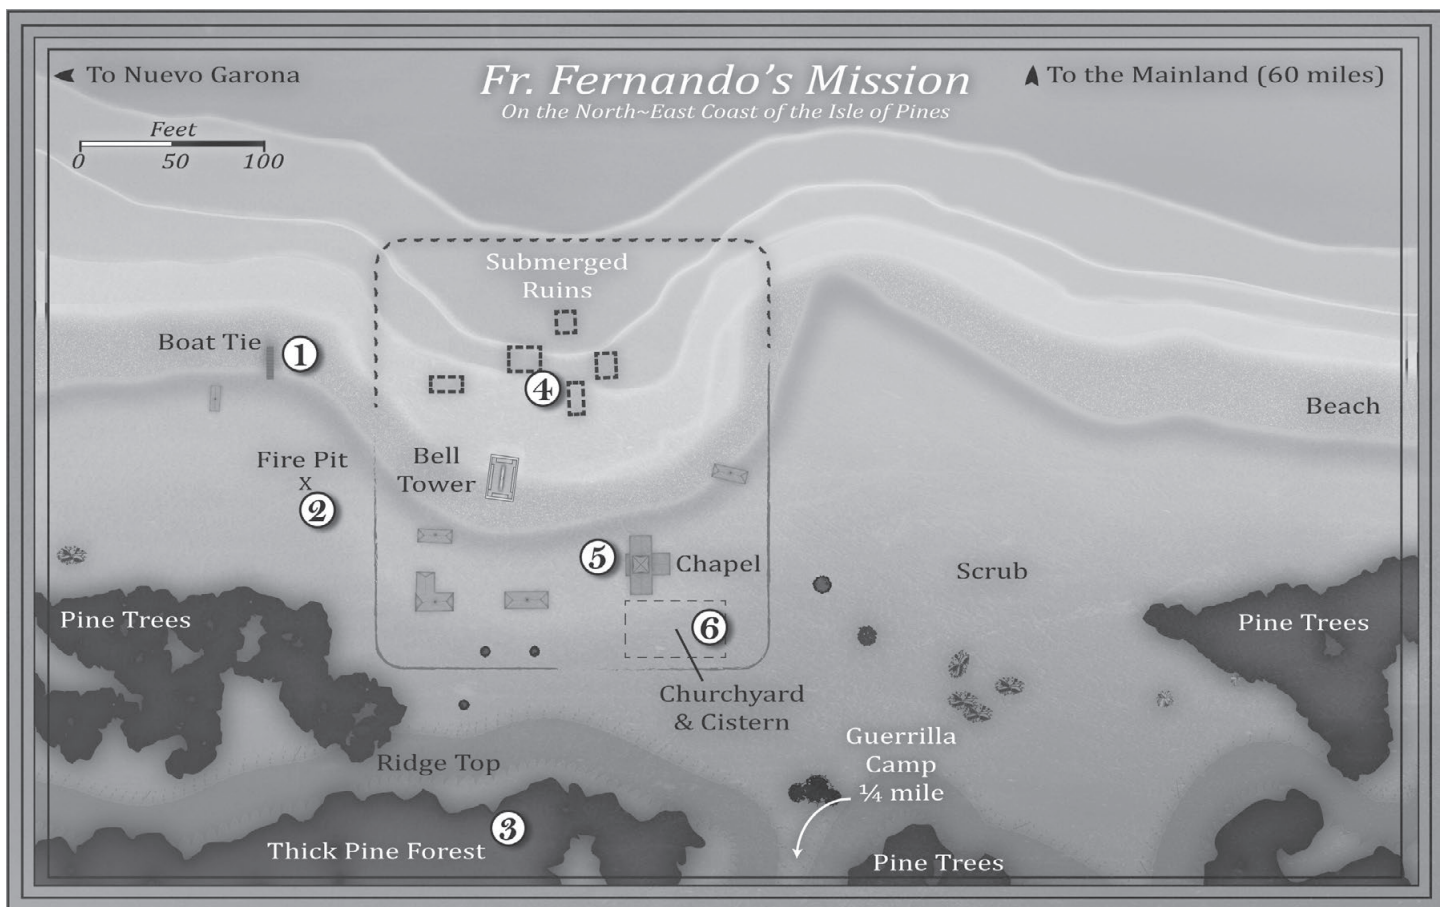 To Nuevo Garona
Fr. Fernando's Mission
On the North~East Coast of the Isle of Pines
To the Mainland (60 miles)
Feet
0 50 100
Submerged
Ruins
Boat Tie
1
4
Beach
Fire Pit
X
2
Bell
Tower
5
Chapel
Scrub
Pine Trees
6
Pine Trees
Churchyard
& Cistern
Ridge Top
Guerrilla
Camp
¼ mile
3
Thick Pine Forest
Pine Trees